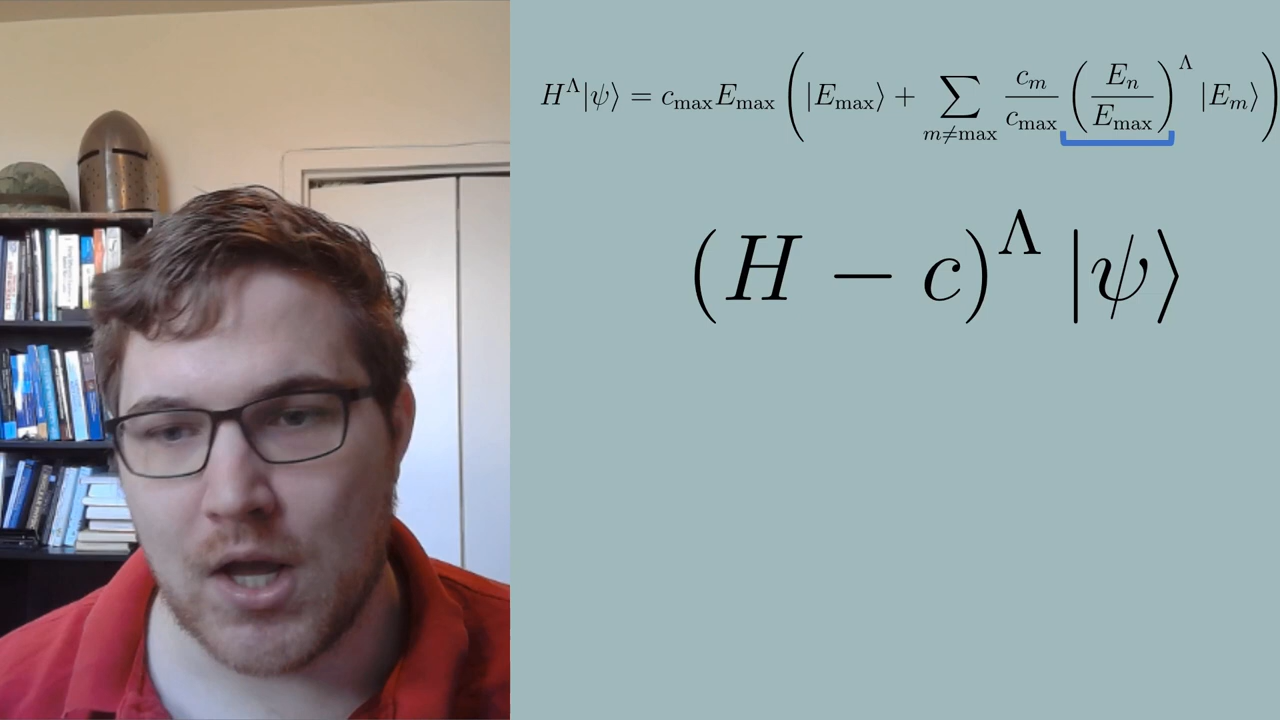 H^Λ|ψ⟩ = c_max E_max ( |E_max⟩ + ∑_{m≠max} c_m/c_max (E_n/E_max)^Λ |E_m⟩ )
(H − c)^Λ |ψ⟩